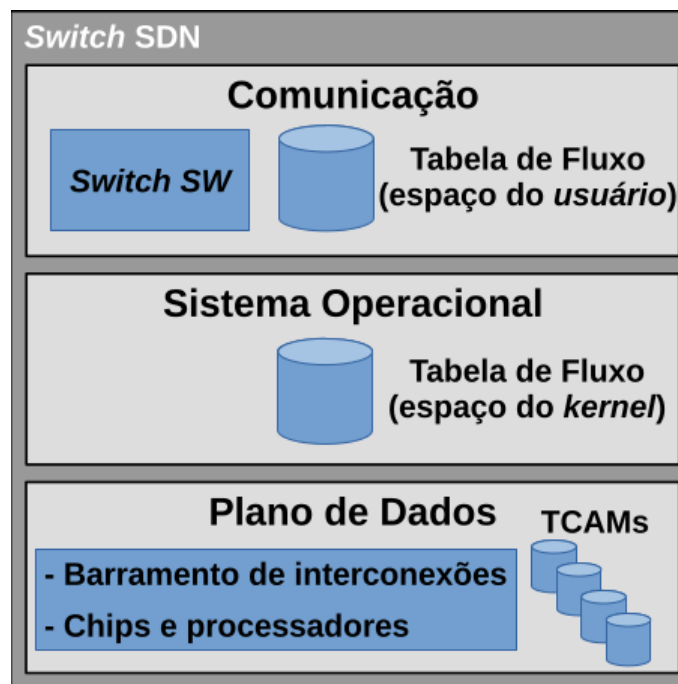 Switch SDN
Comunicação
Switch SW
Tabela de Fluxo
(espaço do usuário)
Sistema Operacional
Tabela de Fluxo
(espaço do kernel)
Plano de Dados
TCAMs
- Barramento de interconexões
- Chips e processadores